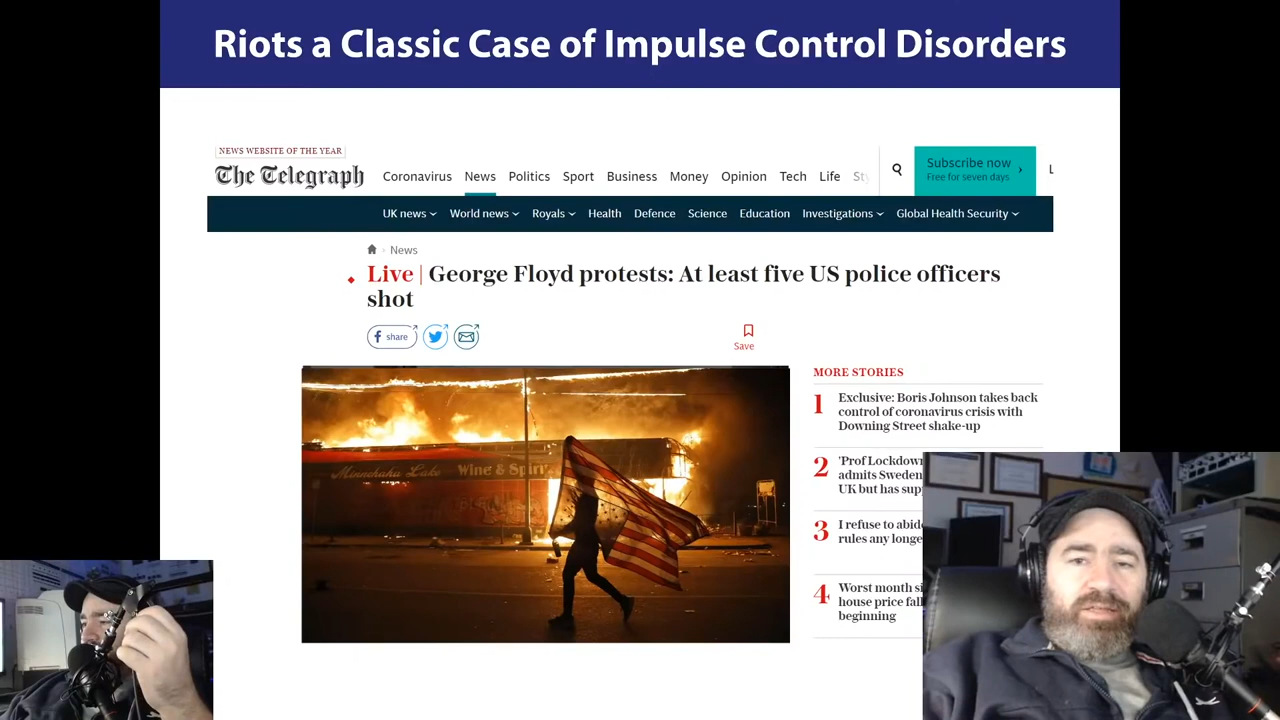 Riots a Classic Case of Impulse Control Disorders
NEWS WEBSITE OF THE YEAR
The Telegraph
Coronavirus News Politics Sport Business Money Opinion Tech Life
Subscribe now
Free for seven days
L
UK news World news Royals Health Defence Science Education Investigations Global Health Security
News
Live | George Floyd protests: At least five US police officers
shot
share
Save
Minnehaha Lake Wine & Spiri
MORE STORIES
1 Exclusive: Boris Johnson takes back
control of coronavirus crisis with
Downing Street shake-up
2 'Prof Lockdown
admits Sweden
UK but has sup
3 I refuse to abid
rules any longe
4 Worst month si
house price fall
beginning